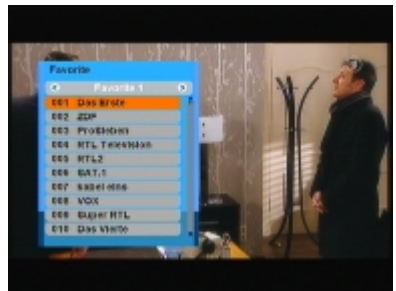 Favorite
Favorite 1
001 Das Erste
002 ZDF
003 ProSieben
004 RTL Television
005 RTL2
006 SAT.1
007 kabel eins
008 VOX
009 Super RTL
010 Das Vierte